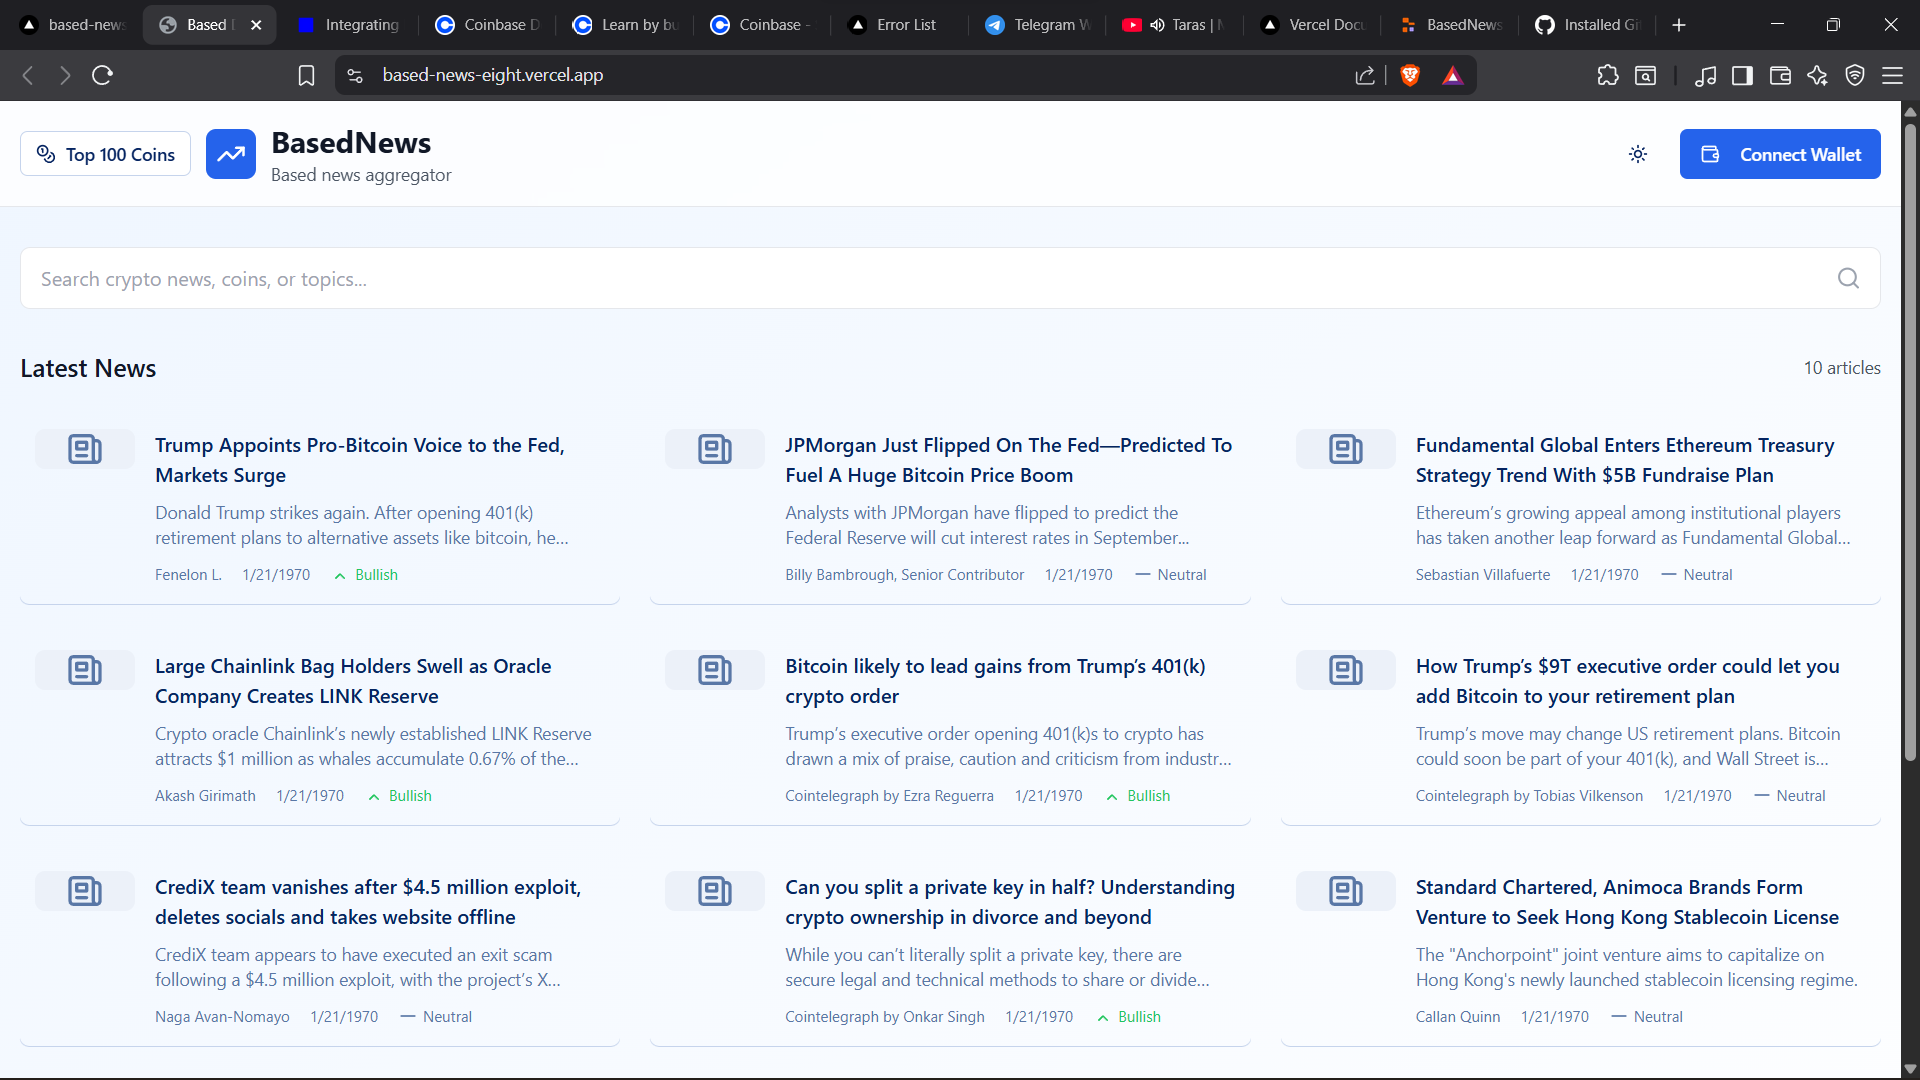 based-news
Based
Integrating
Coinbase D
Learn by bu
Coinbase -
Error List
Telegram W
Taras |
Vercel Docu
BasedNews
Installed Gi
based-news-eight.vercel.app
Top 100 Coins
BasedNews
Based news aggregator
Connect Wallet
Search crypto news, coins, or topics...
Latest News
10 articles
Trump Appoints Pro-Bitcoin Voice to the Fed,
Markets Surge
Donald Trump strikes again. After opening 401(k)
retirement plans to alternative assets like bitcoin, he...
Fenelon L. 1/21/1970 Bullish
JPMorgan Just Flipped On The Fed—Predicted To
Fuel A Huge Bitcoin Price Boom
Analysts with JPMorgan have flipped to predict the
Federal Reserve will cut interest rates in September...
Billy Bambrough, Senior Contributor 1/21/1970 Neutral
Fundamental Global Enters Ethereum Treasury
Strategy Trend With $5B Fundraise Plan
Ethereum’s growing appeal among institutional players
has taken another leap forward as Fundamental Global...
Sebastian Villafuerte 1/21/1970 Neutral
Large Chainlink Bag Holders Swell as Oracle
Company Creates LINK Reserve
Crypto oracle Chainlink’s newly established LINK Reserve
attracts $1 million as whales accumulate 0.67% of the...
Akash Girimath 1/21/1970 Bullish
Bitcoin likely to lead gains from Trump’s 401(k)
crypto order
Trump’s executive order opening 401(k)s to crypto has
drawn a mix of praise, caution and criticism from industr...
Cointelegraph by Ezra Reguerra 1/21/1970 Bullish
How Trump’s $9T executive order could let you
add Bitcoin to your retirement plan
Trump’s move may change US retirement plans. Bitcoin
could soon be part of your 401(k), and Wall Street is...
Cointelegraph by Tobias Vilkenson 1/21/1970 Neutral
CrediX team vanishes after $4.5 million exploit,
deletes socials and takes website offline
CrediX team appears to have executed an exit scam
following a $4.5 million exploit, with the project’s X...
Naga Avan-Nomayo 1/21/1970 Neutral
Can you split a private key in half? Understanding
crypto ownership in divorce and beyond
While you can’t literally split a private key, there are
secure legal and technical methods to share or divide...
Cointelegraph by Onkar Singh 1/21/1970 Bullish
Standard Chartered, Animoca Brands Form
Venture to Seek Hong Kong Stablecoin License
The "Anchorpoint" joint venture aims to capitalize on
Hong Kong's newly launched stablecoin licensing regime.
Callan Quinn 1/21/1970 Neutral